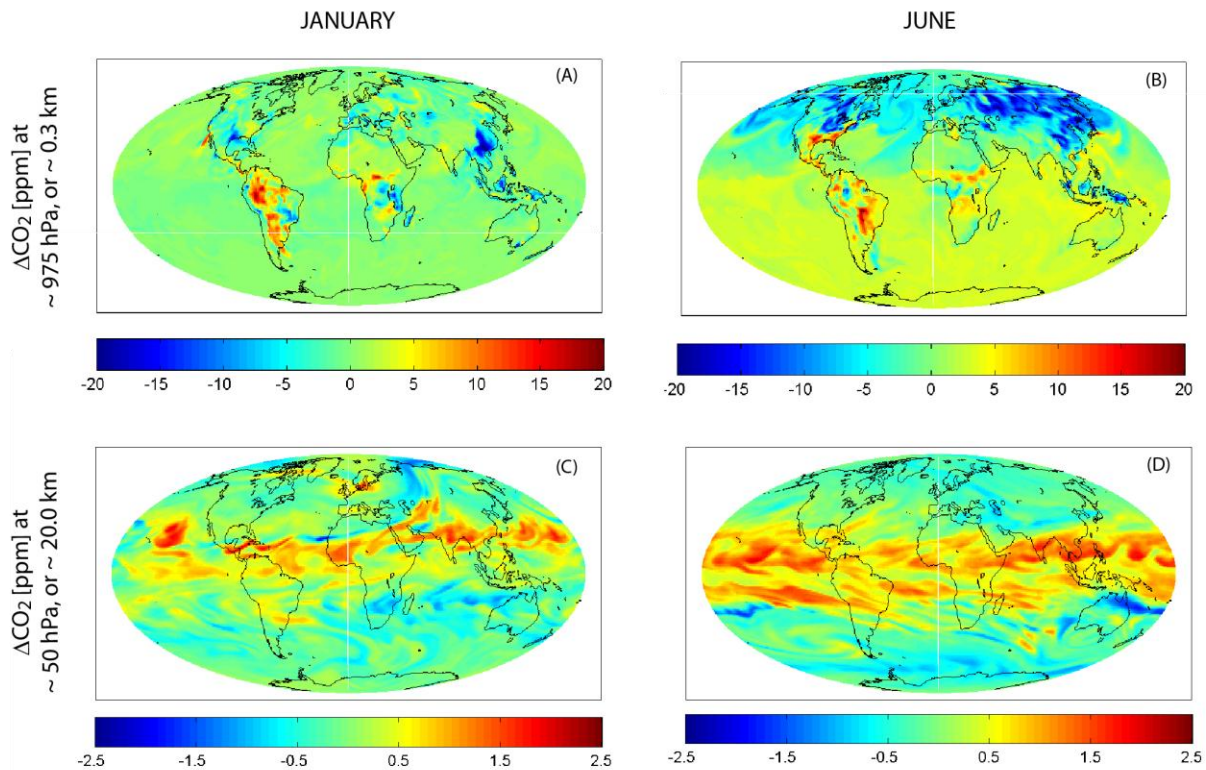 JANUARY
JUNE
ΔCO₂ [ppm] at
~ 975 hPa, or ~ 0.3 km
(A)
(B)
-20 -15 -10 -5 0 5 10 15 20
-20 -15 -10 -5 0 5 10 15 20
ΔCO₂ [ppm] at
~ 50 hPa, or ~ 20.0 km
(C)
(D)
-2.5 -1.5 -0.5 0.5 1.5 2.5
-2.5 -1.5 -0.5 0.5 1.5 2.5